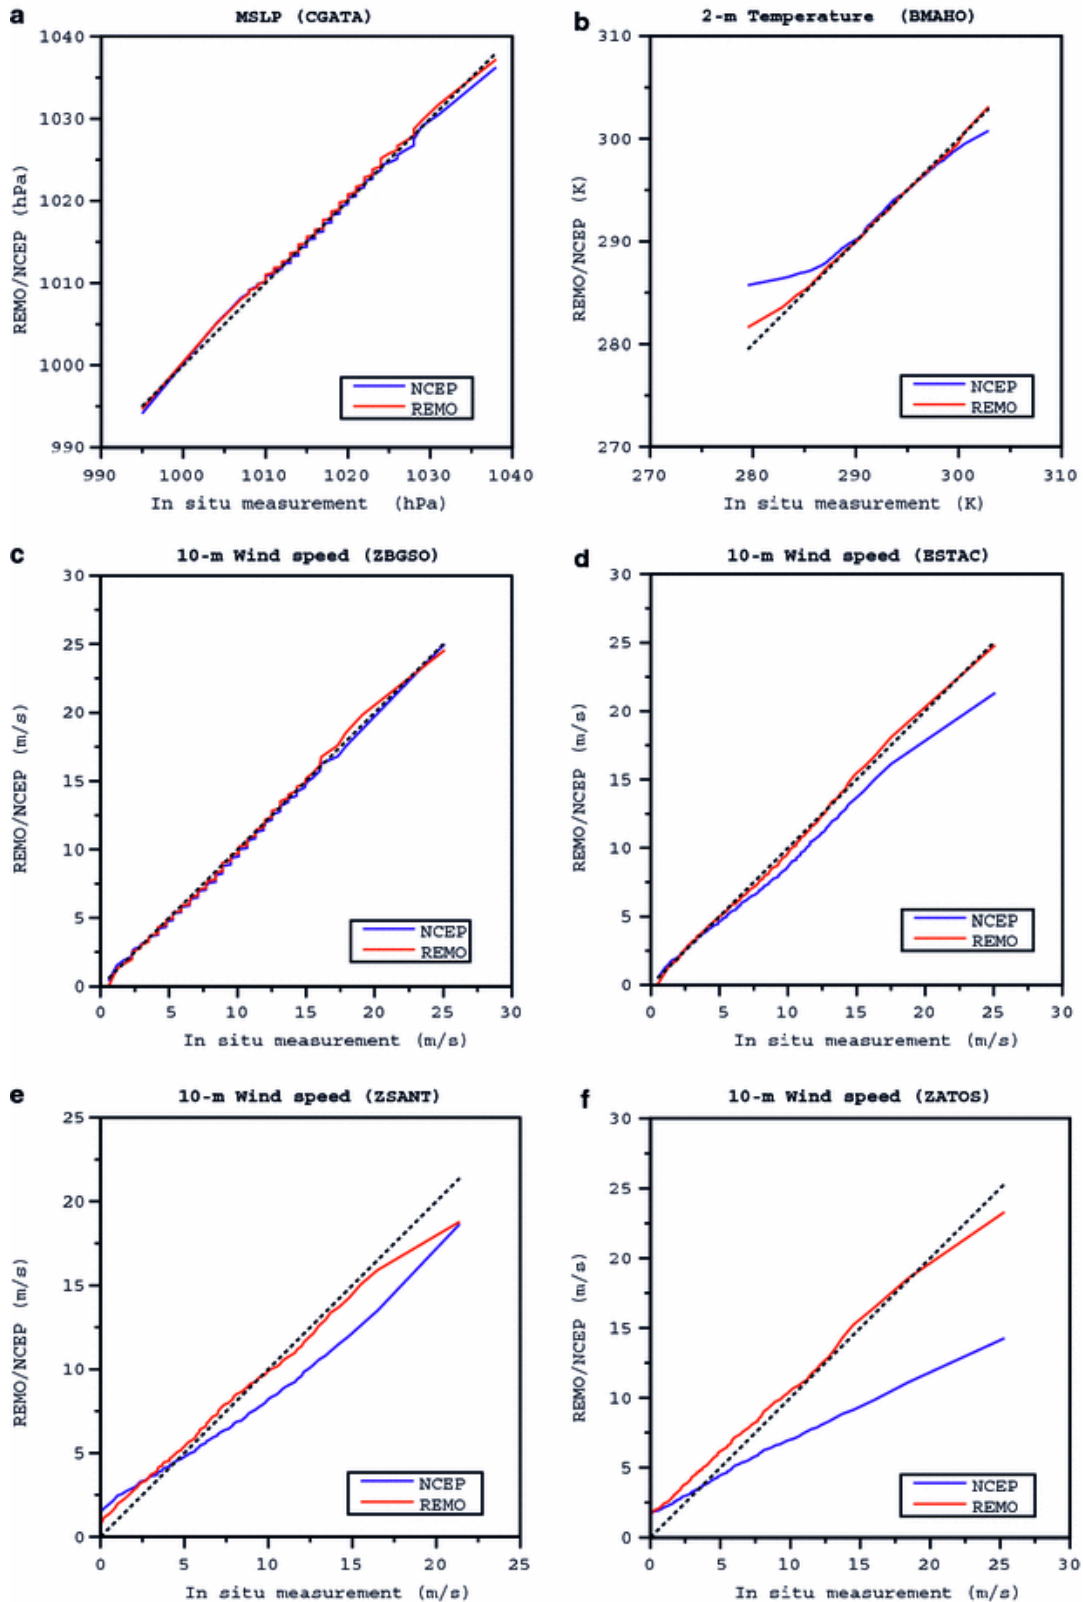 a MSLP (CGATA)
1040
1030
1020
1010
1000
990
REMO/NCEP (hPa)
NCEP
REMO
990 1000 1010 1020 1030 1040
In situ measurement (hPa)
b 2-m Temperature (BMAHO)
310
300
290
280
270
REMO/NCEP (K)
NCEP
REMO
270 280 290 300 310
In situ measurement (K)
c 10-m Wind speed (ZBGSO)
30
25
20
15
10
5
0
REMO/NCEP (m/s)
NCEP
REMO
0 5 10 15 20 25 30
In situ measurement (m/s)
d 10-m Wind speed (ESTAC)
30
25
20
15
10
5
0
REMO/NCEP (m/s)
NCEP
REMO
0 5 10 15 20 25 30
In situ measurement (m/s)
e 10-m Wind speed (ZSANT)
25
20
15
10
5
0
REMO/NCEP (m/s)
NCEP
REMO
0 5 10 15 20 25
In situ measurement (m/s)
f 10-m Wind speed (ZATOS)
30
25
20
15
10
5
0
REMO/NCEP (m/s)
NCEP
REMO
0 5 10 15 20 25 30
In situ measurement (m/s)